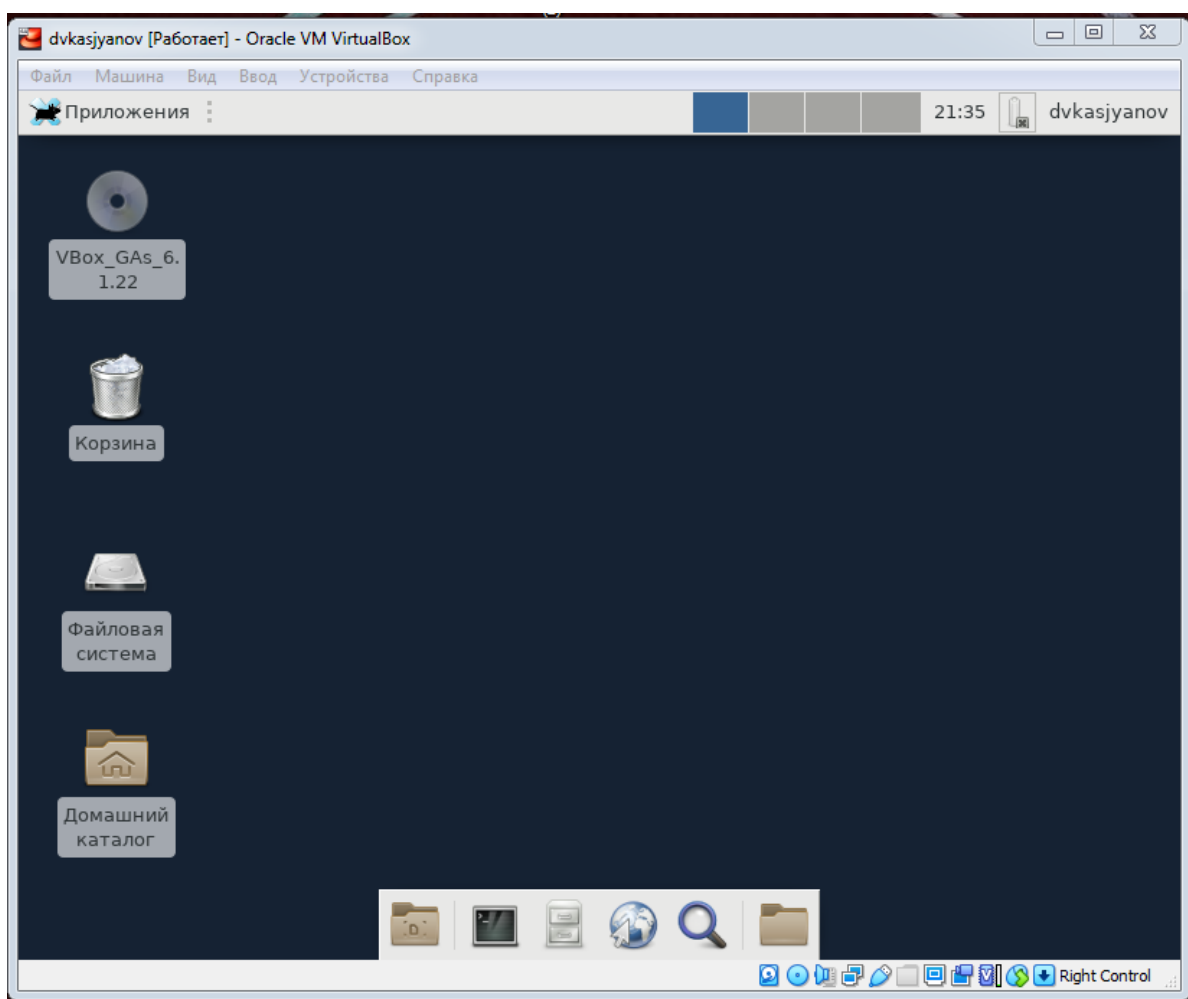 dvkasjyanov [Работает] - Oracle VM VirtualBox
Файл Машина Вид Ввод Устройства Справка
Приложения 21:35 dvkasjyanov
VBox_GAs_6.
1.22
Корзина
Файловая
система
Домашний
каталог
Right Control